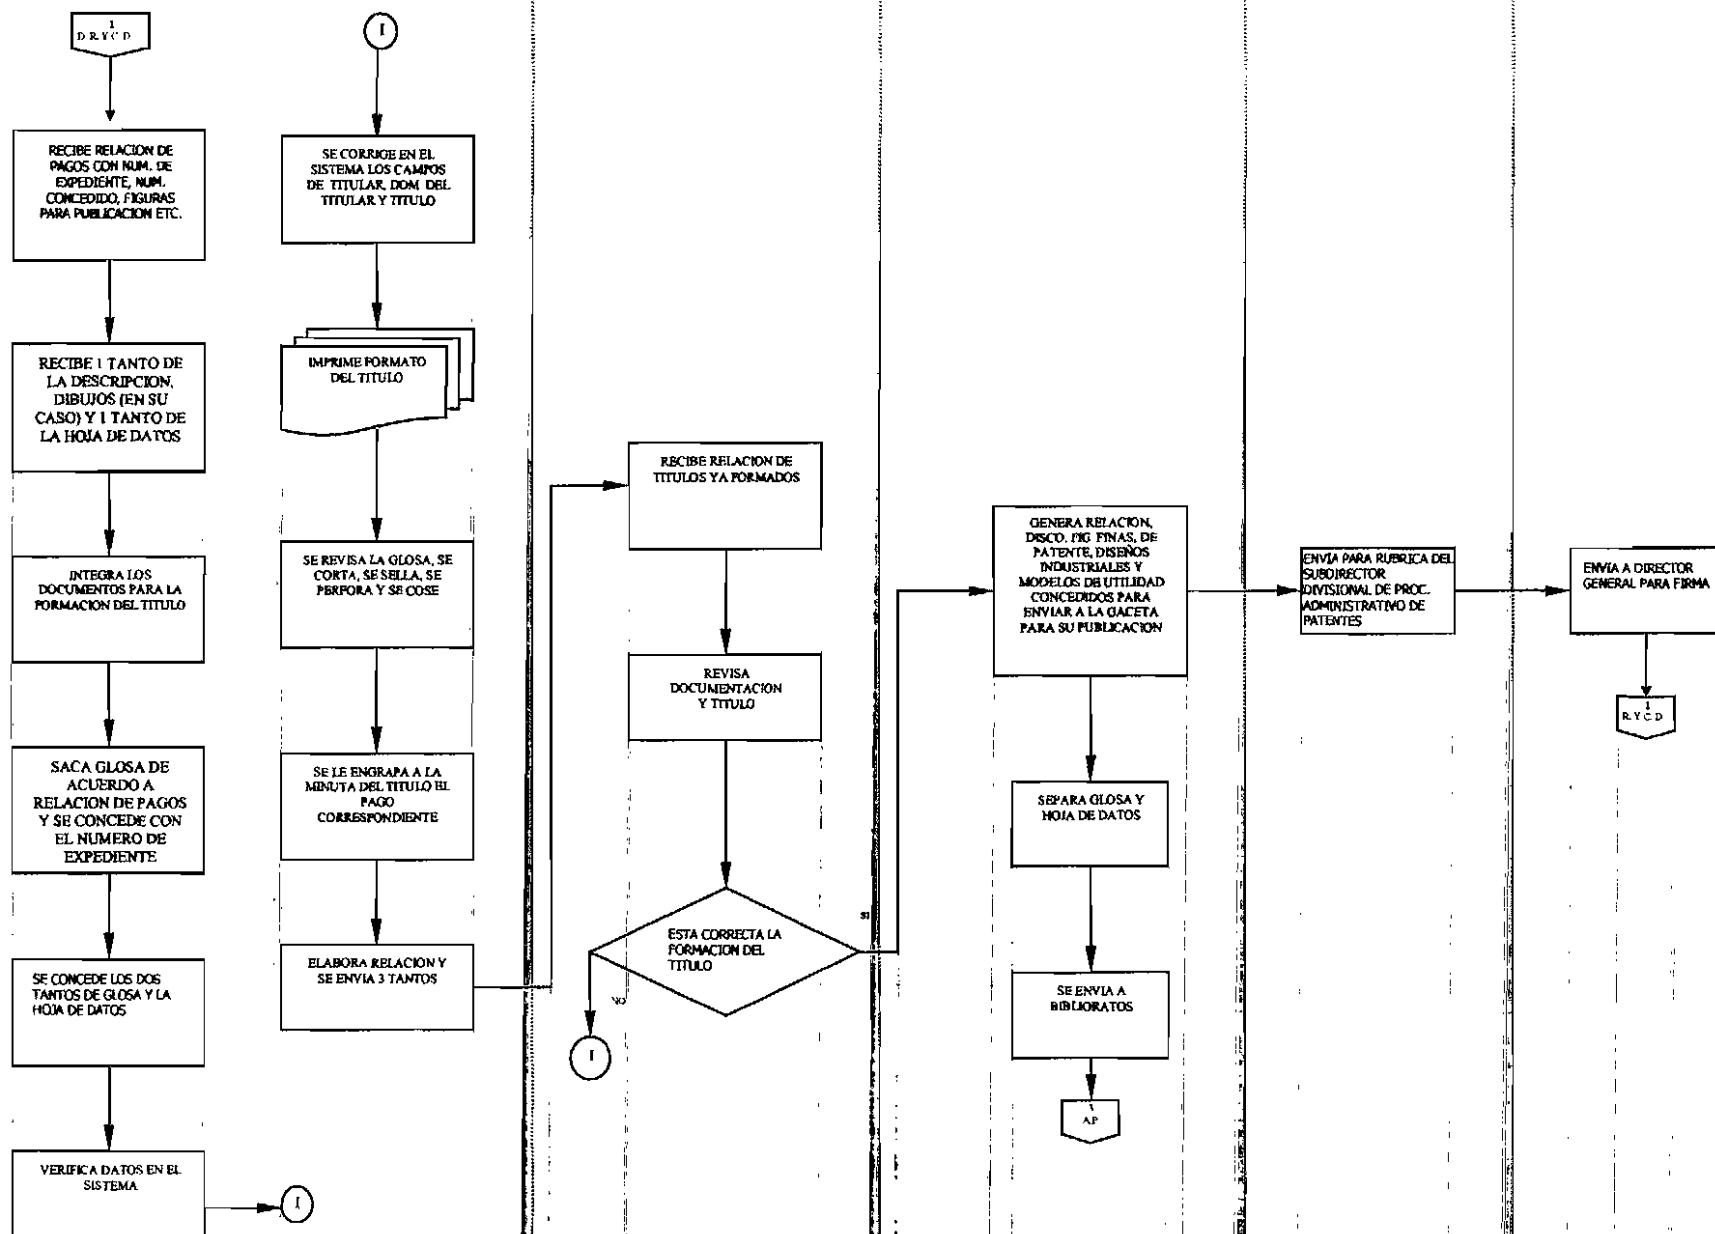 1
D R Y C D
RECIBE RELACION DE
PAGOS CON NUM. DE
EXPEDIENTE, NUM.
CONCEDIDO, FIGURAS
PARA PUBLICACION ETC.
RECIBE 1 TANTO DE
LA DESCRIPCION,
DIBUJOS (EN SU
CASO) Y 1 TANTO DE
LA HOJA DE DATOS
INTEGRA LOS
DOCUMENTOS PARA LA
FORMACION DEL TITULO
SACA GLOSA DE
ACUERDO A
RELACION DE PAGOS
Y SE CONCEDE CON
EL NUMERO DE
EXPEDIENTE
SE CONCEDE LOS DOS
TANTOS DE GLOSA Y LA
HOJA DE DATOS
VERIFICA DATOS EN EL
SISTEMA
1
1
SE CORRIGE EN EL
SISTEMA LOS CAMPOS
DE TITULAR, DOM DEL
TITULAR Y TITULO
IMPRIME FORMATO
DEL TITULO
SE REVISA LA GLOSA, SE
CORTA, SE SELLA, SE
PERFORA Y SE COSE
SE LE ENGRAPA A LA
MINUTA DEL TITULO EL
PAGO
CORRESPONDIENTE
ELABORA RELACION Y
SE ENVIA 3 TANTOS
RECIBE RELACION DE
TITULOS YA FORMADOS
REVISA
DOCUMENTACION
Y TITULO
ESTA CORRECTA LA
FORMACION DEL
TITULO
SI
NO
1
GENERA RELACION,
DISCO, FIG FINAS, DE
PATENTE, DISEÑOS
INDUSTRIALES Y
MODELOS DE UTILIDAD
CONCEDIDOS PARA
ENVIAR A LA GACETA
PARA SU PUBLICACION
SEPARA GLOSA Y
HOJA DE DATOS
SE ENVIA A
BIBLIORATOS
1
AP
ENVÍA PARA RUBRICA DEL
SUBDIRECTOR
DIVISIONAL DE PROC.
ADMINISTRATIVO DE
PATENTES
ENVÍA A DIRECTOR
GENERAL PARA FIRMA
1
R.Y C D